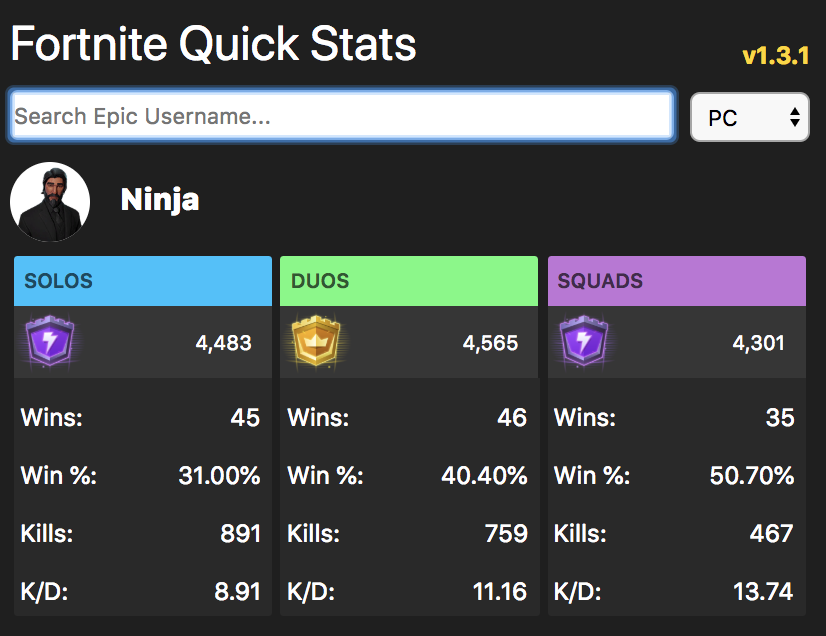 Fortnite Quick Stats
v1.3.1
Search Epic Username...
PC
Ninja
SOLOS DUOS SQUADS
4,483 4,565 4,301
Wins: 45 Wins: 46 Wins: 35
Win %: 31.00% Win %: 40.40% Win %: 50.70%
Kills: 891 Kills: 759 Kills: 467
K/D: 8.91 K/D: 11.16 K/D: 13.74